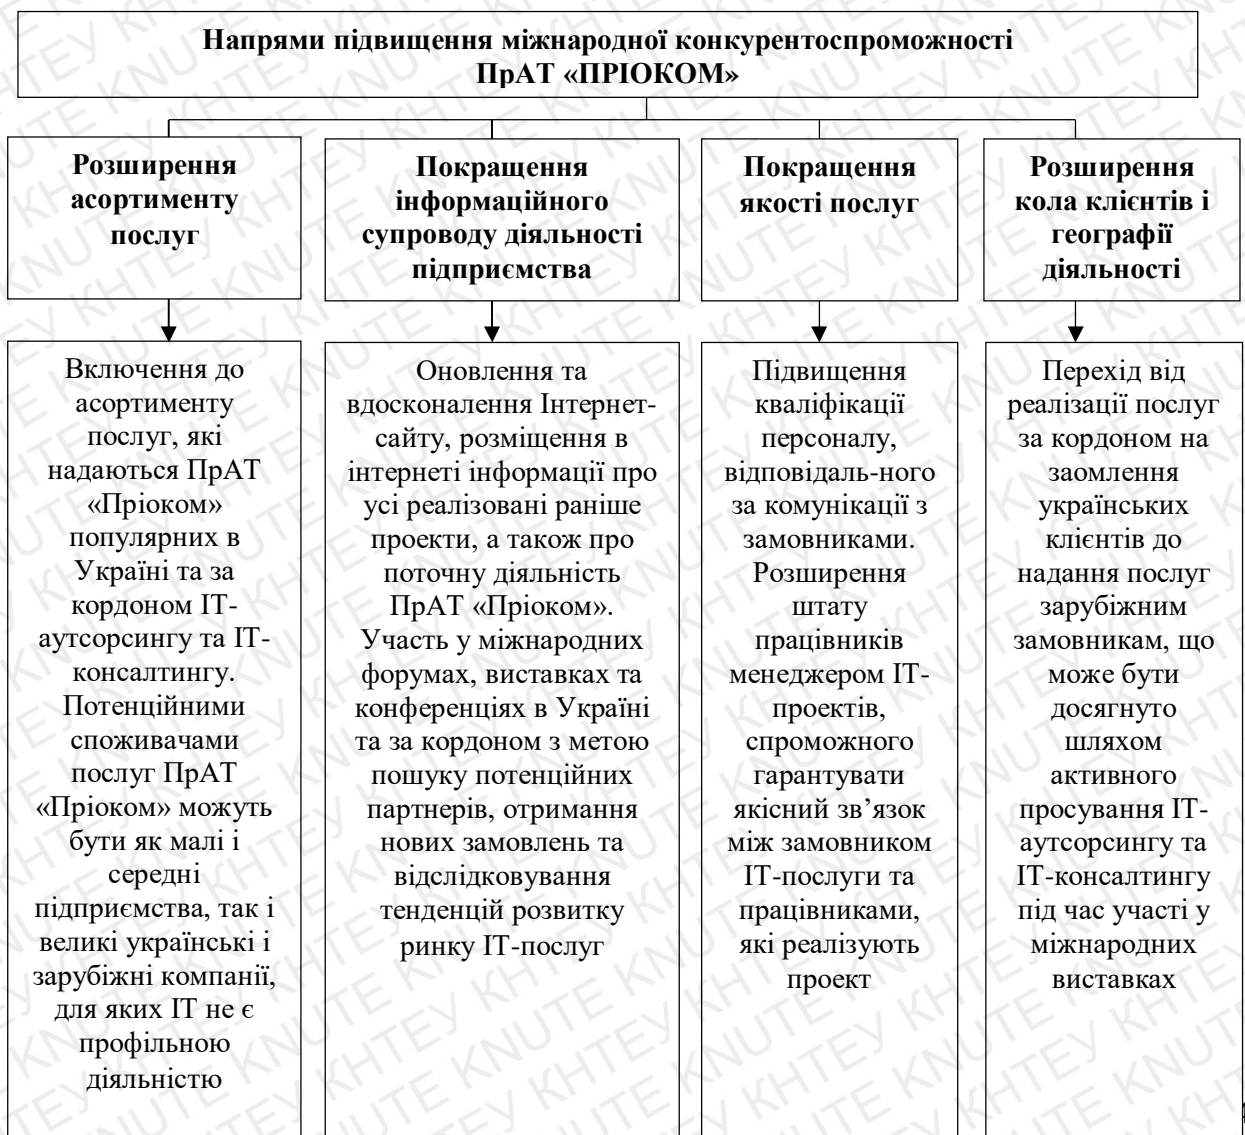 Напрями підвищення міжнародної конкурентоспроможності
ПрАТ «ПРІОКОМ»
Розширення
асортименту
послуг
Покращення
інформаційного
супроводу діяльності
підприємства
Покращення
якості послуг
Розширення
кола клієнтів і
географії
діяльності
Включення до
асортименту
послуг, які
надаються ПрАТ
«Пріоком»
популярних в
Україні та за
кордоном ІТ-
аутсорсингу та ІТ-
консалтингу.
Потенційними
споживачами
послуг ПрАТ
«Пріоком» можуть
бути як малі і
середні
підприємства, так і
великі українські і
зарубіжні компанії,
для яких ІТ не є
профільною
діяльністю
Оновлення та
вдосконалення Інтернет-
сайту, розміщення в
інтернеті інформації про
усі реалізовані раніше
проекти, а також про
поточну діяльність
ПрАТ «Пріоком».
Участь у міжнародних
форумах, виставках та
конференціях в Україні
та за кордоном з метою
пошуку потенційних
партнерів, отримання
нових замовлень та
відслідковування
тенденцій розвитку
ринку ІТ-послуг
Підвищення
кваліфікації
персоналу,
відповідаль-ного
за комунікації з
замовниками.
Розширення
штату
працівників
менеджером ІТ-
проектів,
спроможного
гарантувати
якісний зв’язок
між замовником
ІТ-послуги та
працівниками,
які реалізують
проект
Перехід від
реалізації послуг
за кордоном на
заомлення
українських
клієнтів до
надання послуг
зарубіжним
замовникам, що
може бути
досягнуто
шляхом
активного
просування ІТ-
аутсорсингу та
ІТ-консалтингу
під час участі у
міжнародних
виставках